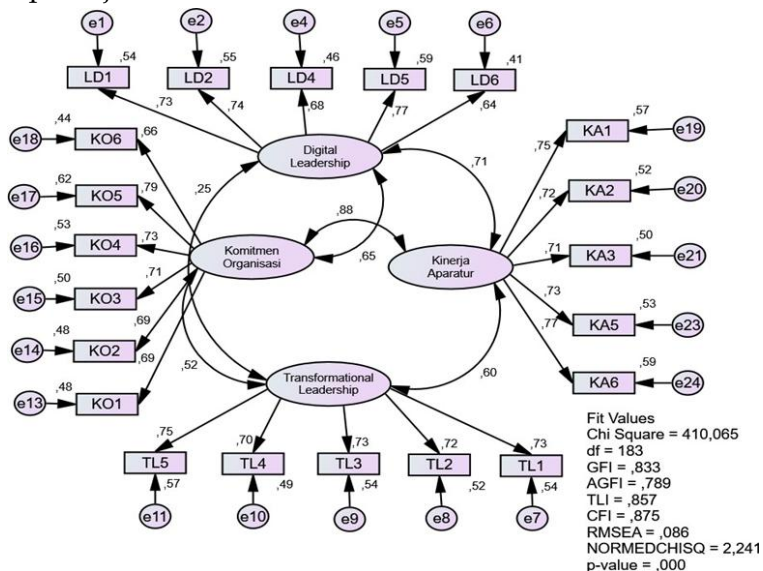 e1 e2 e4 e5 e6
,54 ,55 ,46 ,59 ,41
LD1 LD2 LD4 LD5 LD6
,73 ,74 ,68 ,77 ,64
Digital
Leadership
e18 ,44 KO6 ,66
e17 ,62 KO5 ,79
e16 ,53 KO4 ,73
e15 ,50 KO3 ,71
e14 ,48 KO2 ,69
e13 ,48 KO1 ,69
Komitmen
Organisasi
,25
,88
,65
,71
,52
,60
Kinerja
Aparatur
,75 KA1 ,57 e19
,72 KA2 ,52 e20
,71 KA3 ,50 e21
,73 KA5 ,53 e23
,77 KA6 ,59 e24
Transformational
Leadership
,75 ,70 ,73 ,72 ,73
TL5 TL4 TL3 TL2 TL1
,57 ,49 ,54 ,52 ,54
e11 e10 e9 e8 e7
Fit Values
Chi Square = 410,065
df = 183
GFI = ,833
AGFI = ,789
TLI = ,857
CFI = ,875
RMSEA = ,086
NORMEDCHISQ = 2,241
p-value = ,000